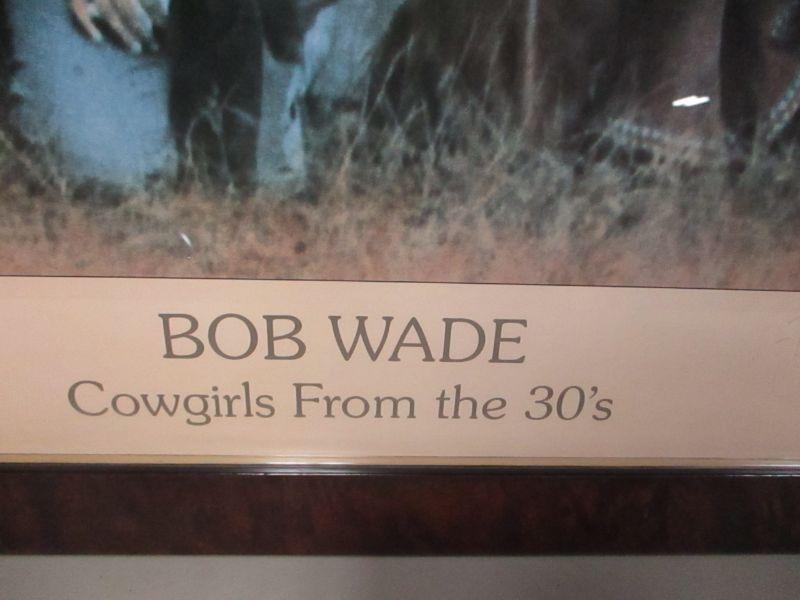 BOB WADE
Cowgirls From the 30's